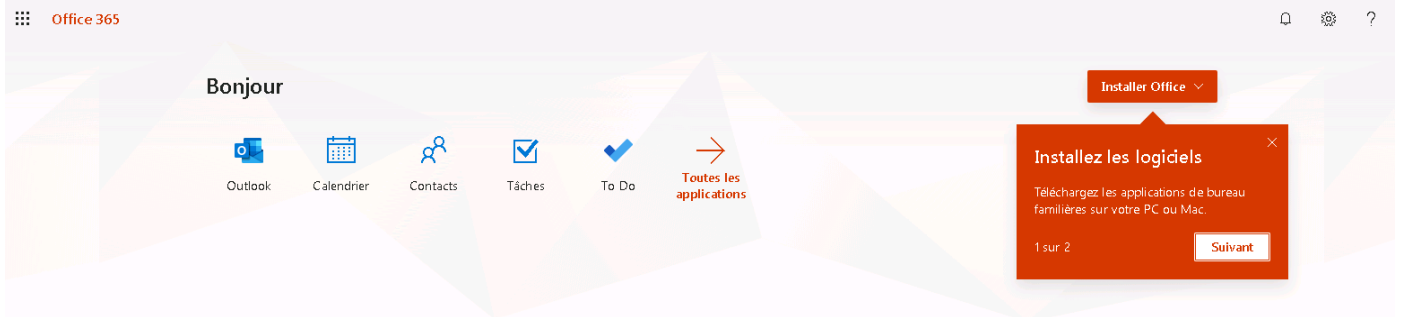 Office 365
?
Bonjour
Installer Office
Outlook
Calendrier
Contacts
Tâches
To Do
Toutes les
applications
Installez les logiciels
Téléchargez les applications de bureau
familières sur votre PC ou Mac.
1 sur 2
Suivant